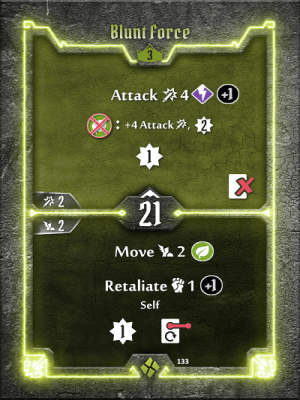 Blunt Force
3
Attack 4 +1
: +4 Attack , 2
1
2
21
2
Move 2
Retaliate 1 +1
Self
1
133